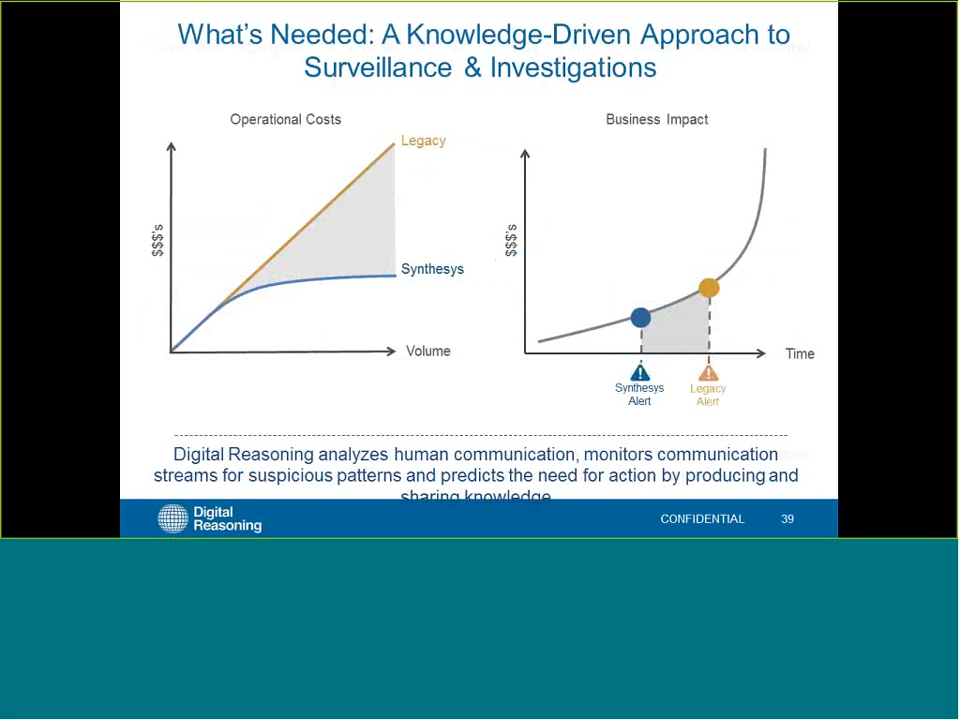 What's Needed: A Knowledge-Driven Approach to
Surveillance & Investigations
Operational Costs
Legacy
$$$'s
Synthesys
Volume
Business Impact
$$$'s
Time
Synthesys
Alert
Legacy
Alert
Digital Reasoning analyzes human communication, monitors communication
streams for suspicious patterns and predicts the need for action by producing and
sharing knowledge
Digital
Reasoning
CONFIDENTIAL
39